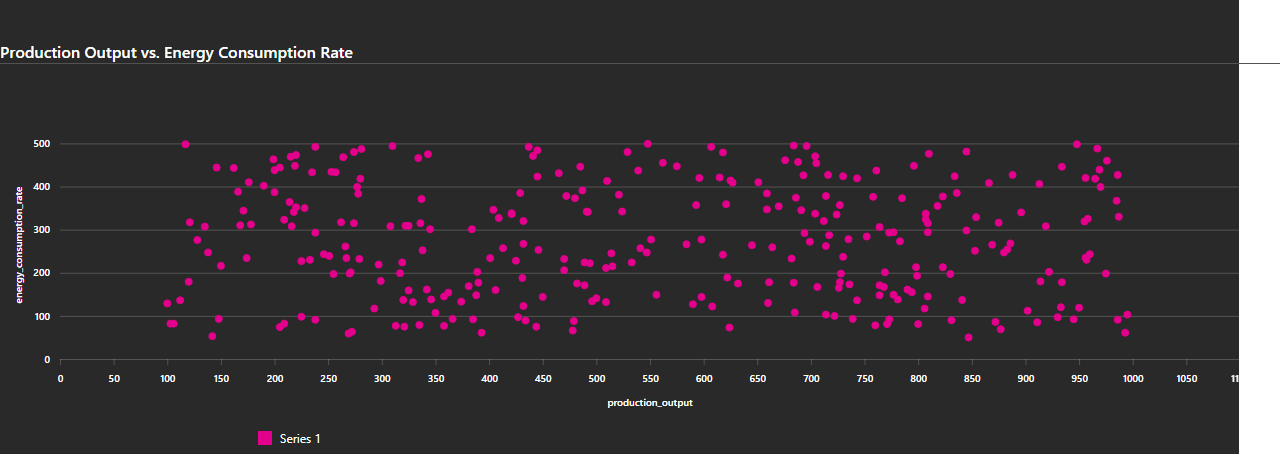 Production Output vs. Energy Consumption Rate
500
400
300
200
100
0
energy_consumption_rate
0 50 100 150 200 250 300 350 400 450 500 550 600 650 700 750 800 850 900 950 1000 1050 11
production_output
Series 1